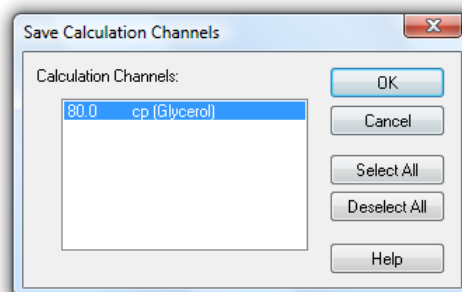 Save Calculation Channels
Calculation Channels:
80.0 cp (Glycerol)
OK
Cancel
Select All
Deselect All
Help